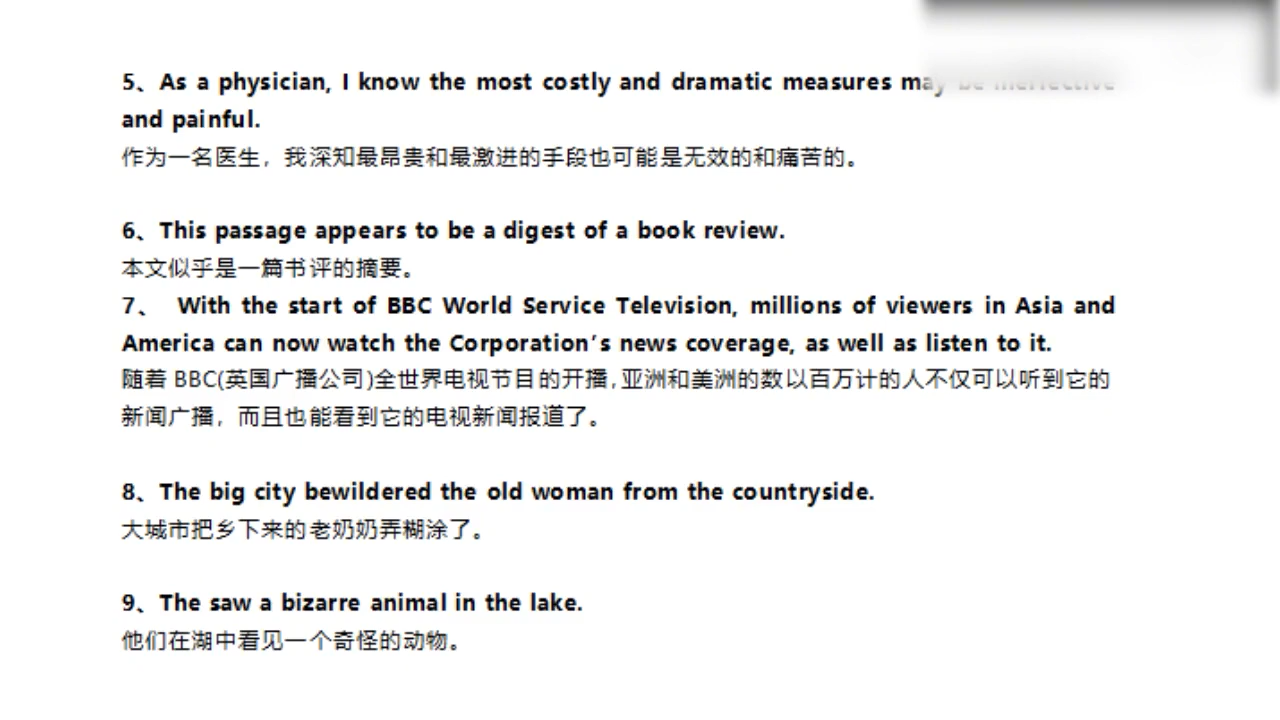 5、As a physician, I know the most costly and dramatic measures may be ineffective
and painful.
作为一名医生，我深知最昂贵和最激进的手段也可能是无效的和痛苦的。
6、This passage appears to be a digest of a book review.
本文似乎是一篇书评的摘要。
7、 With the start of BBC World Service Television, millions of viewers in Asia and
America can now watch the Corporation’s news coverage, as well as listen to it.
随着 BBC(英国广播公司)全世界电视节目的开播,亚洲和美洲的数以百万计的人不仅可以听到它的
新闻广播，而且也能看到它的电视新闻报道了。
8、The big city bewildered the old woman from the countryside.
大城市把乡下来的老奶奶弄糊涂了。
9、The saw a bizarre animal in the lake.
他们在湖中看见一个奇怪的动物。